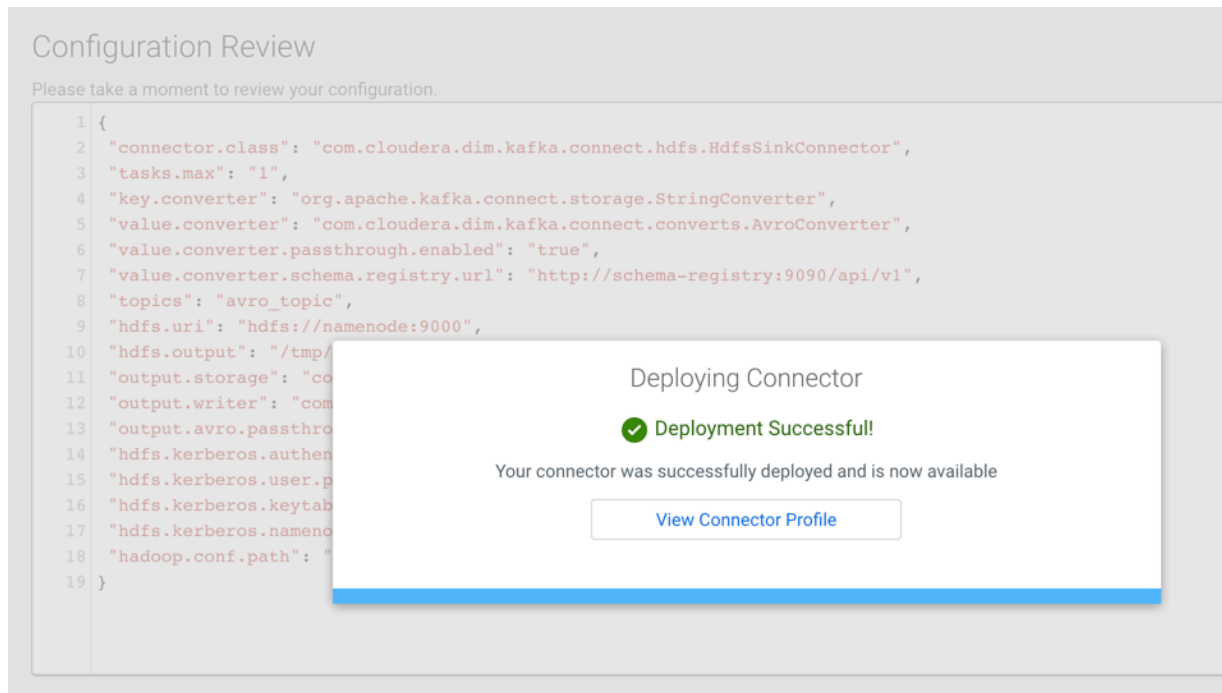 Configuration Review
Please take a moment to review your configuration.
1 {
2 "connector.class": "com.cloudera.dim.kafka.connect.hdfs.HdfsSinkConnector",
3 "tasks.max": "1",
4 "key.converter": "org.apache.kafka.connect.storage.StringConverter",
5 "value.converter": "com.cloudera.dim.kafka.connect.converts.AvroConverter",
6 "value.converter.passthrough.enabled": "true",
7 "value.converter.schema.registry.url": "http://schema-registry:9090/api/v1",
8 "topics": "avro_topic",
9 "hdfs.uri": "hdfs://namenode:9000",
10 "hdfs.output": "/tmp/
11 "output.storage": "co
12 "output.writer": "com
13 "output.avro.passthro
14 "hdfs.kerberos.authen
15 "hdfs.kerberos.user.p
16 "hdfs.kerberos.keytab
17 "hdfs.kerberos.nameno
18 "hadoop.conf.path": "
19 }
Deploying Connector
Deployment Successful!
Your connector was successfully deployed and is now available
View Connector Profile